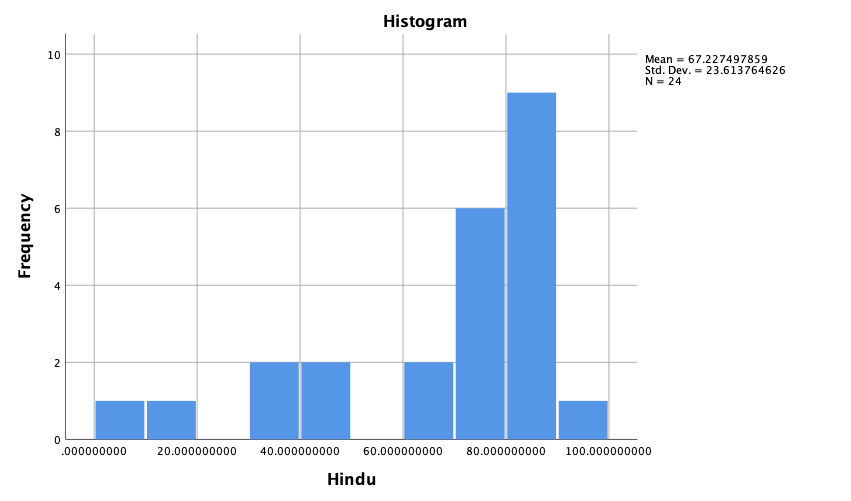 Histogram
Mean = 67.227497859
Std. Dev. = 23.613764626
N = 24
10
8
6
4
2
0
Frequency
.000000000 20.000000000 40.000000000 60.000000000 80.000000000 100.000000000
Hindu